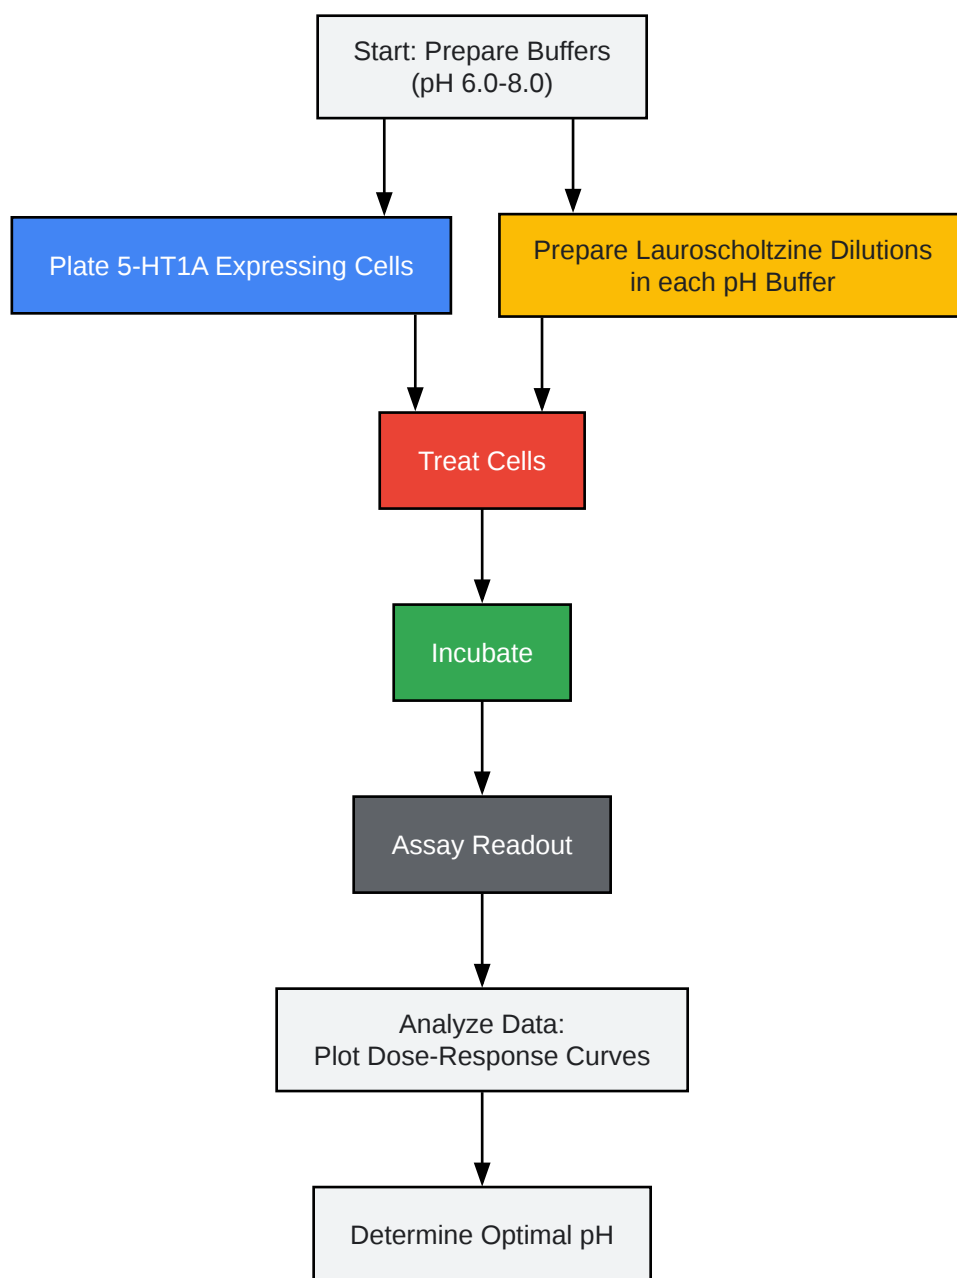 Start: Prepare Buffers
(pH 6.0-8.0)
Plate 5-HT1A Expressing Cells
Prepare Lauroscholtzine Dilutions
in each pH Buffer
Treat Cells
Incubate
Assay Readout
Analyze Data:
Plot Dose-Response Curves
Determine Optimal pH